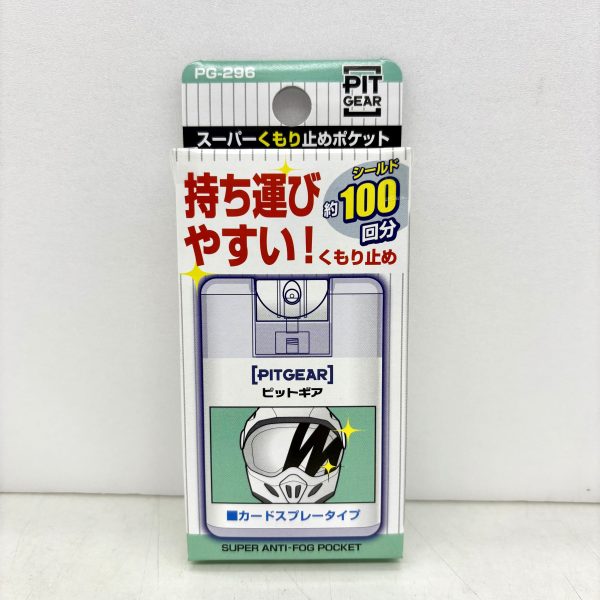 PG-296
PIT
GEAR
スーパーくもり止めポケット
持ち運び
やすい!
シールド
約100
回分
くもり止め
[PITGEAR]
ピットギア
■カードスプレータイプ
SUPER ANTI-FOG POCKET